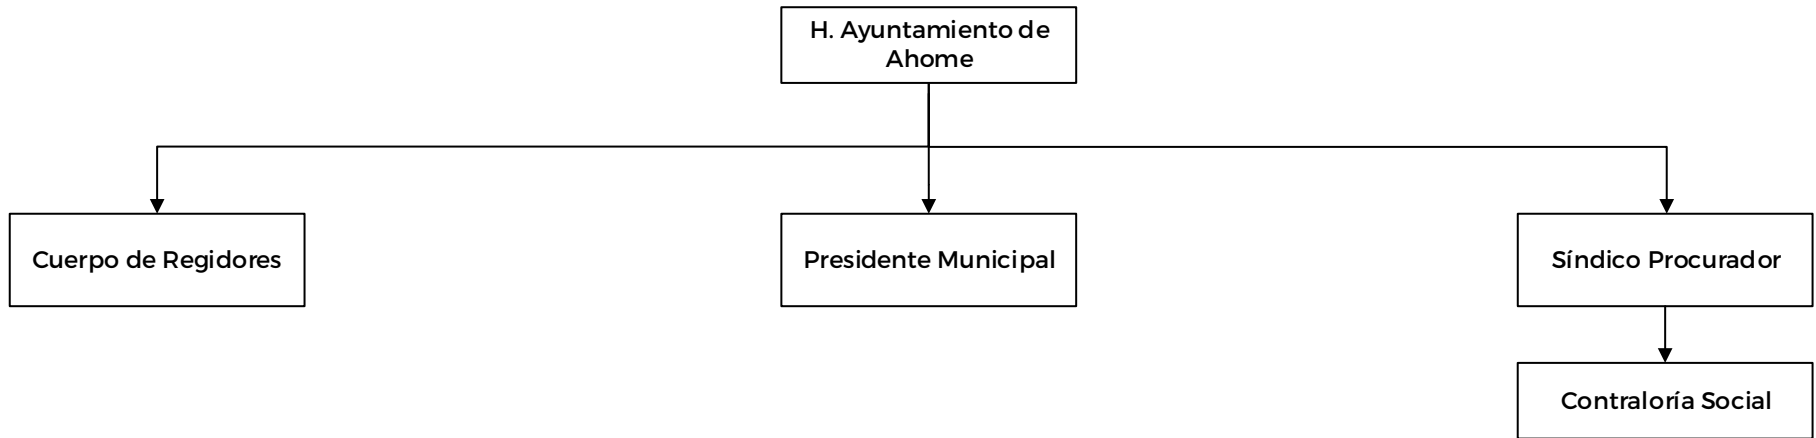 H. Ayuntamiento de
Ahome
Cuerpo de Regidores
Presidente Municipal
Síndico Procurador
Contraloría Social